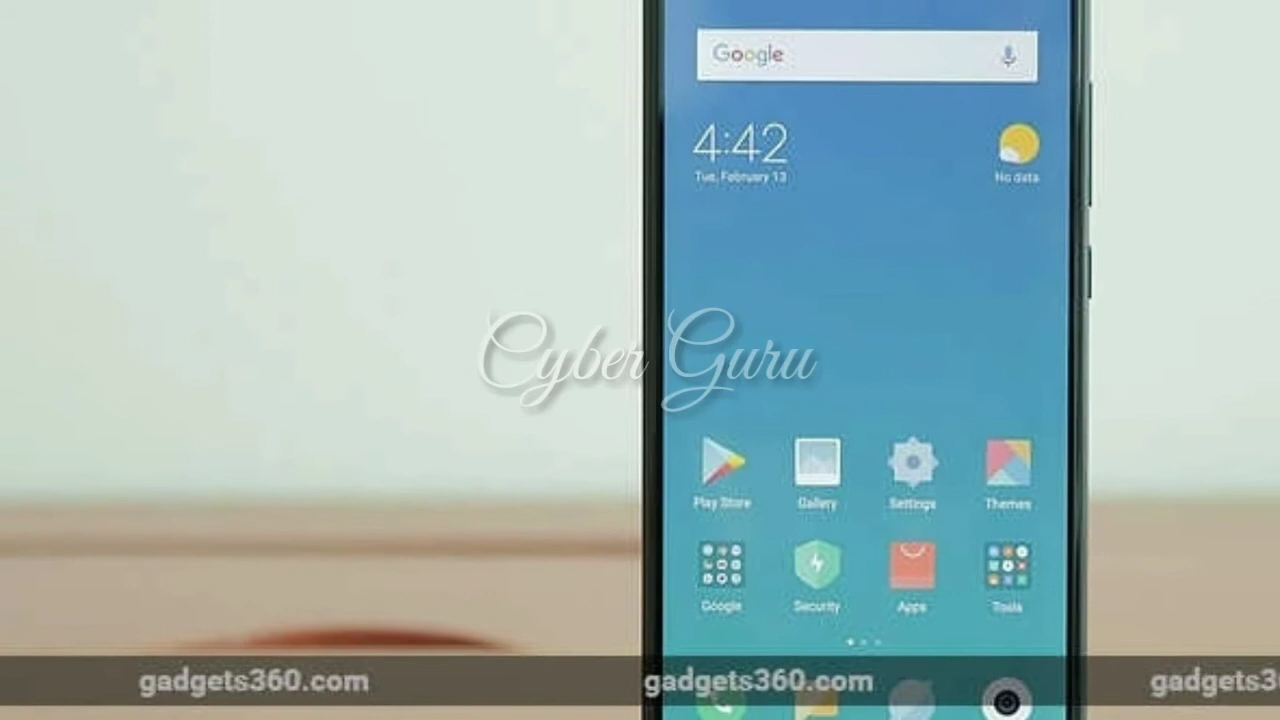 Google
4:42
Tue, February 13
No data
Cyber Guru
Play Store Gallery Settings Themes
Google Security Apps Tools
gadgets360.com gadgets360.com gadgets36